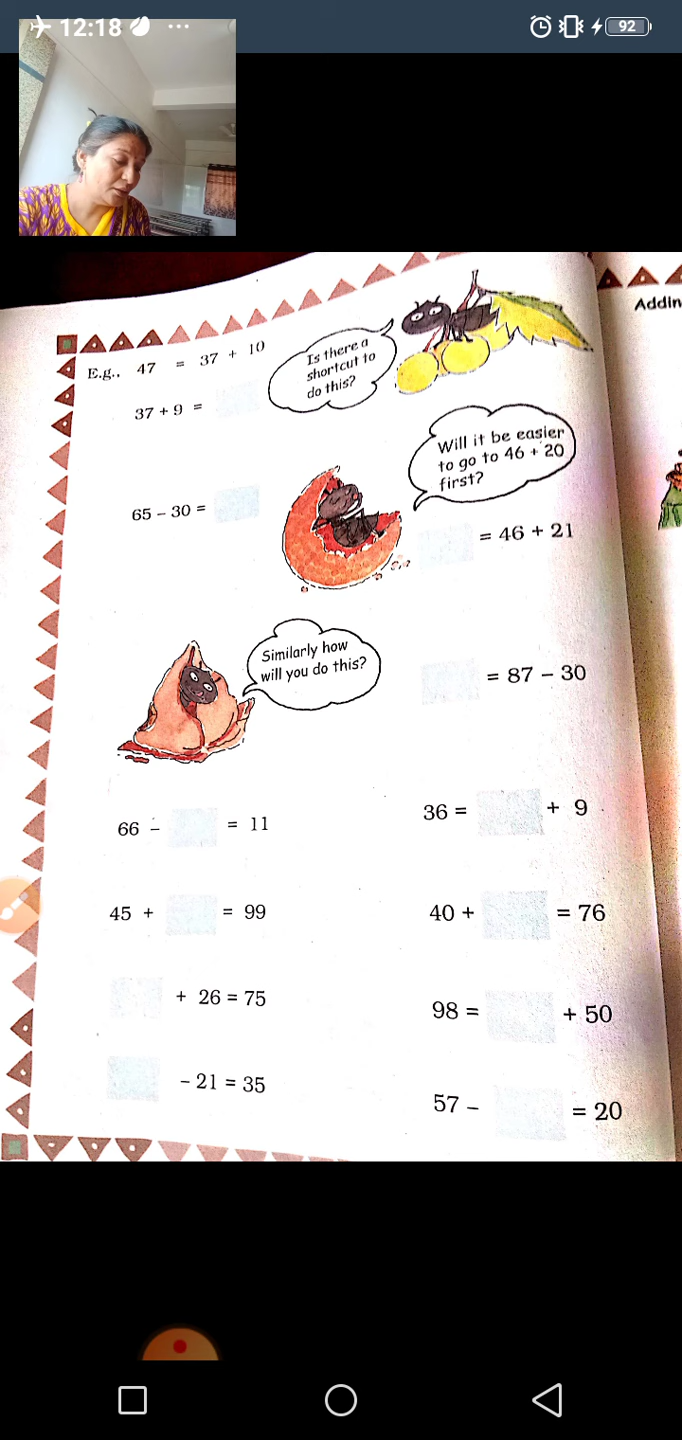 12:18 ...
92
Addin
E.g., 47 = 37 + 10
Is there a
shortcut to
do this?
37 + 9 =
Will it be easier
to go to 46 + 20
first?
65 – 30 =
= 46 + 21
Similarly how
will you do this?
= 87 – 30
66 – = 11
36 = + 9
45 + = 99
40 + = 76
+ 26 = 75
98 = + 50
– 21 = 35
57 – = 20